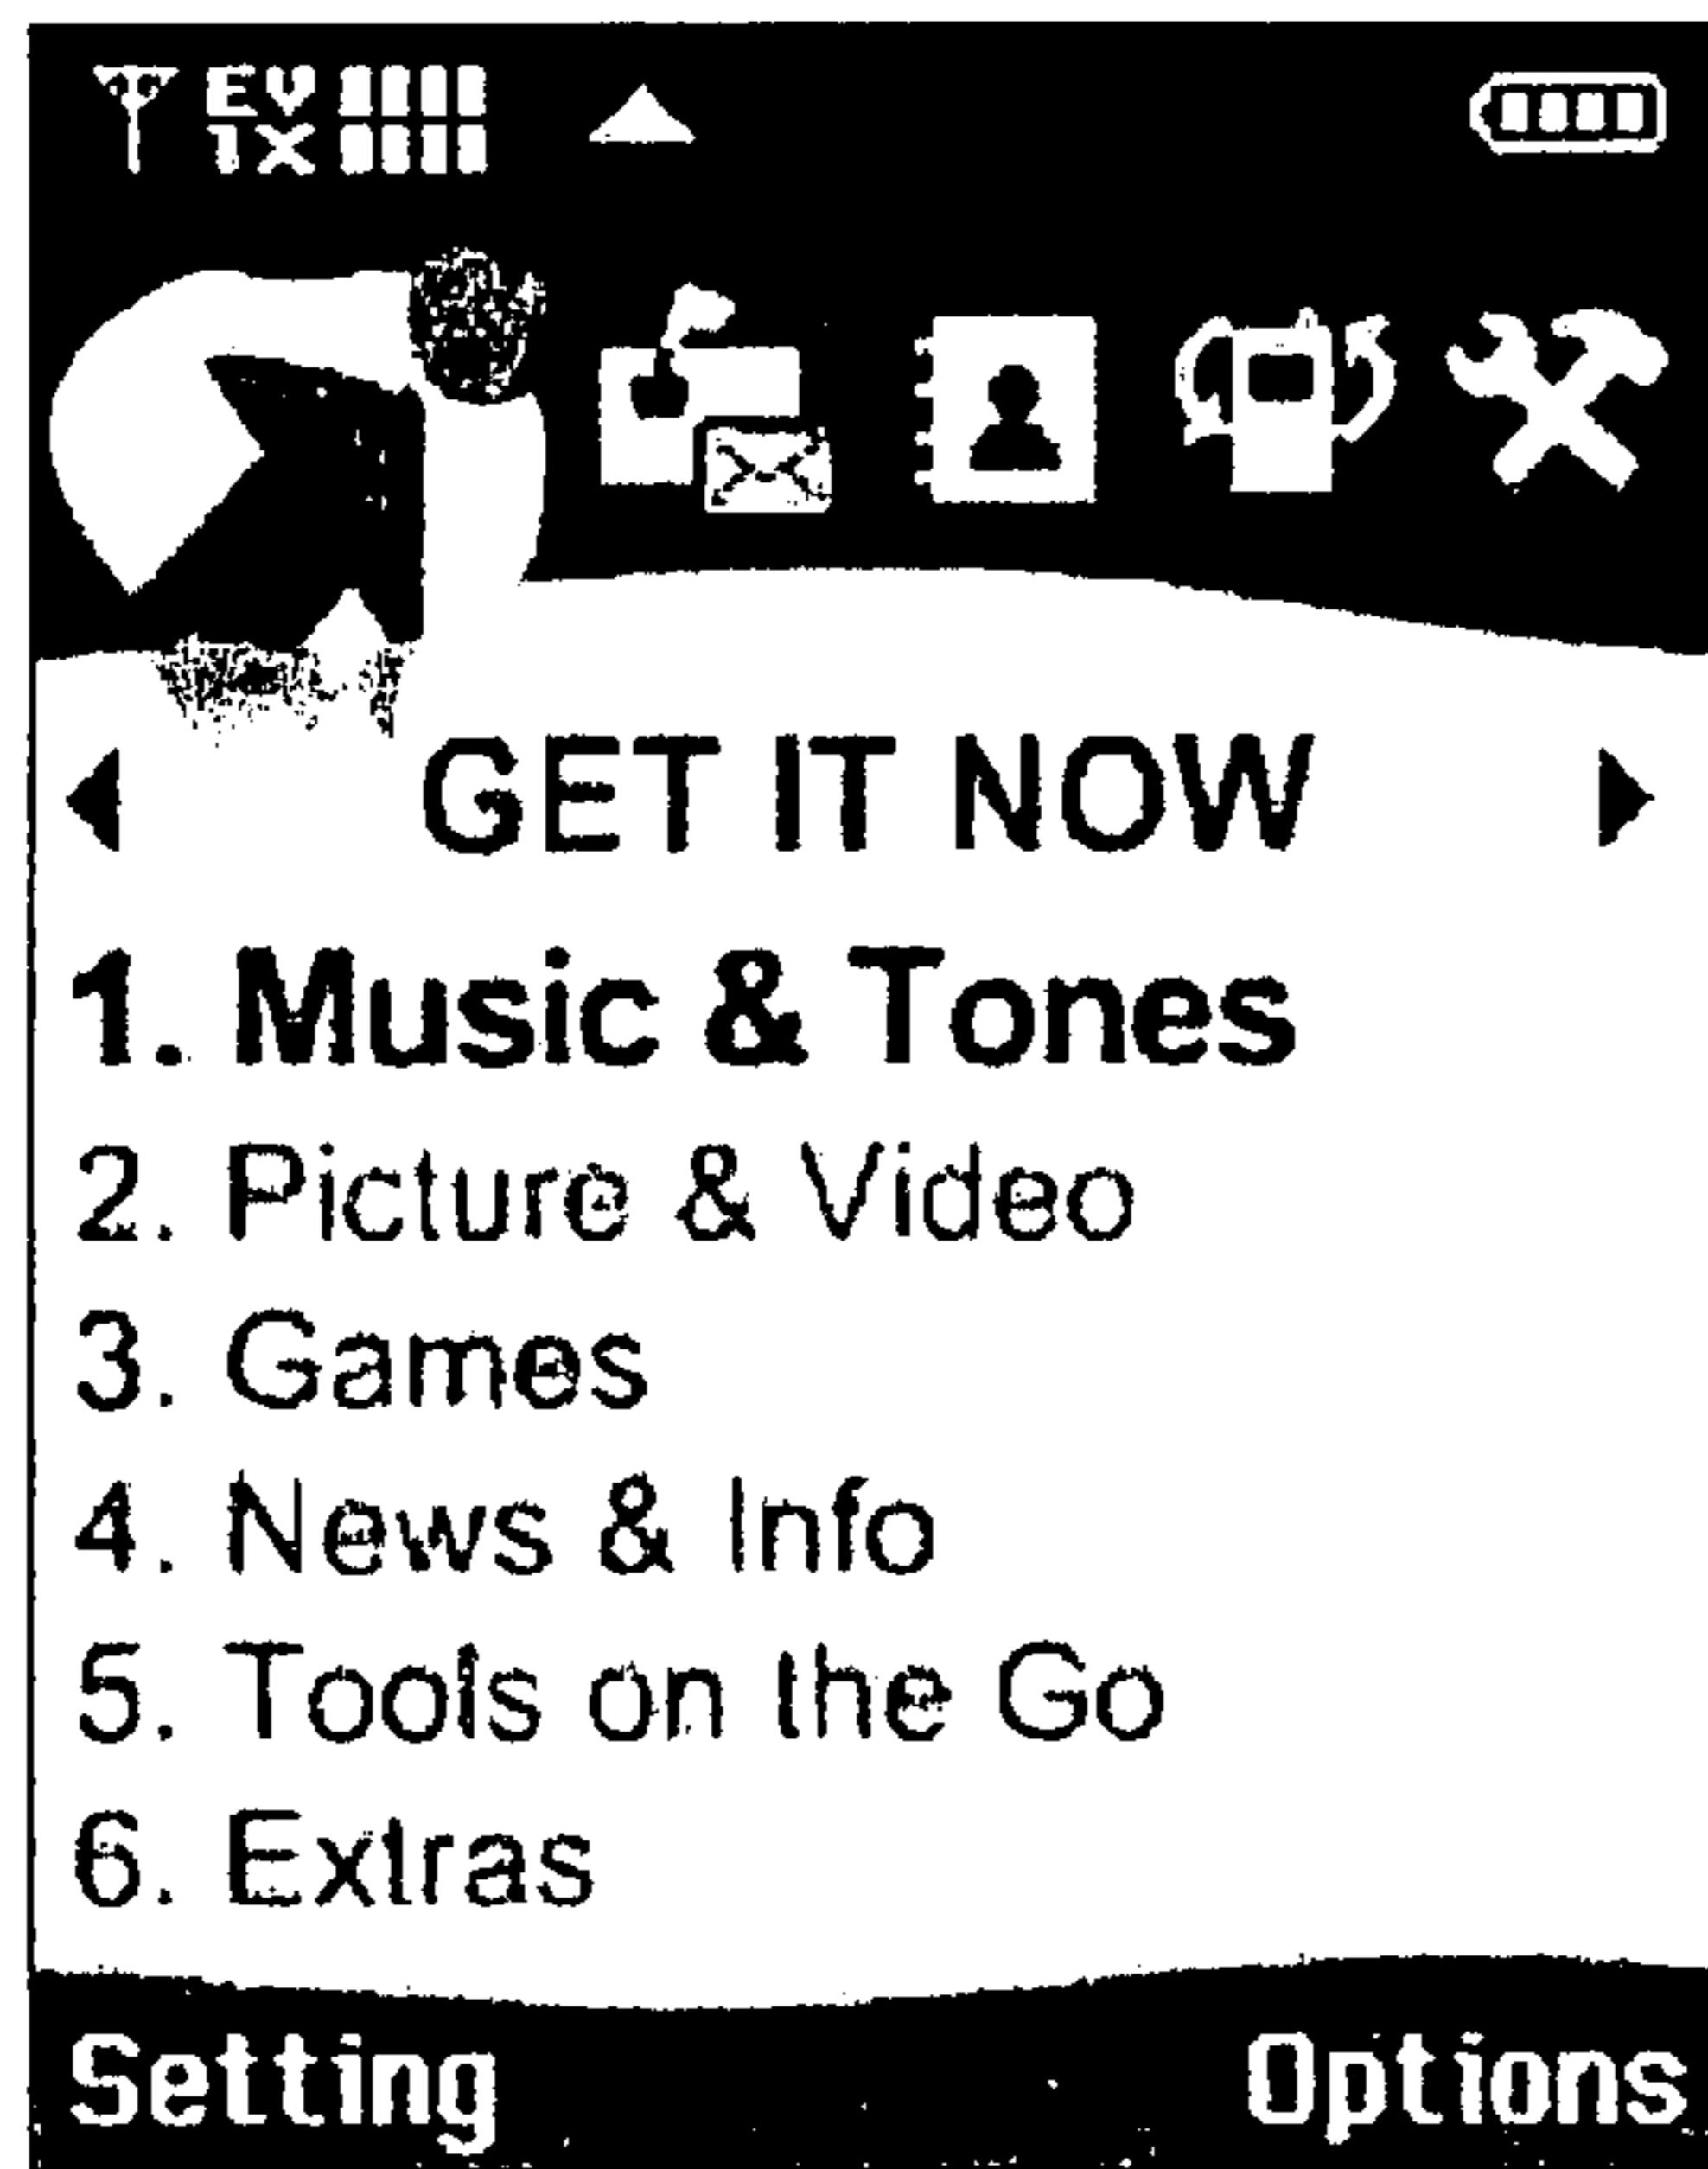 EV
1X
GET IT NOW
1. Music & Tones
2. Picture & Video
3. Games
4. News & Info
5. Tools on the Go
6. Extras
Setting Options